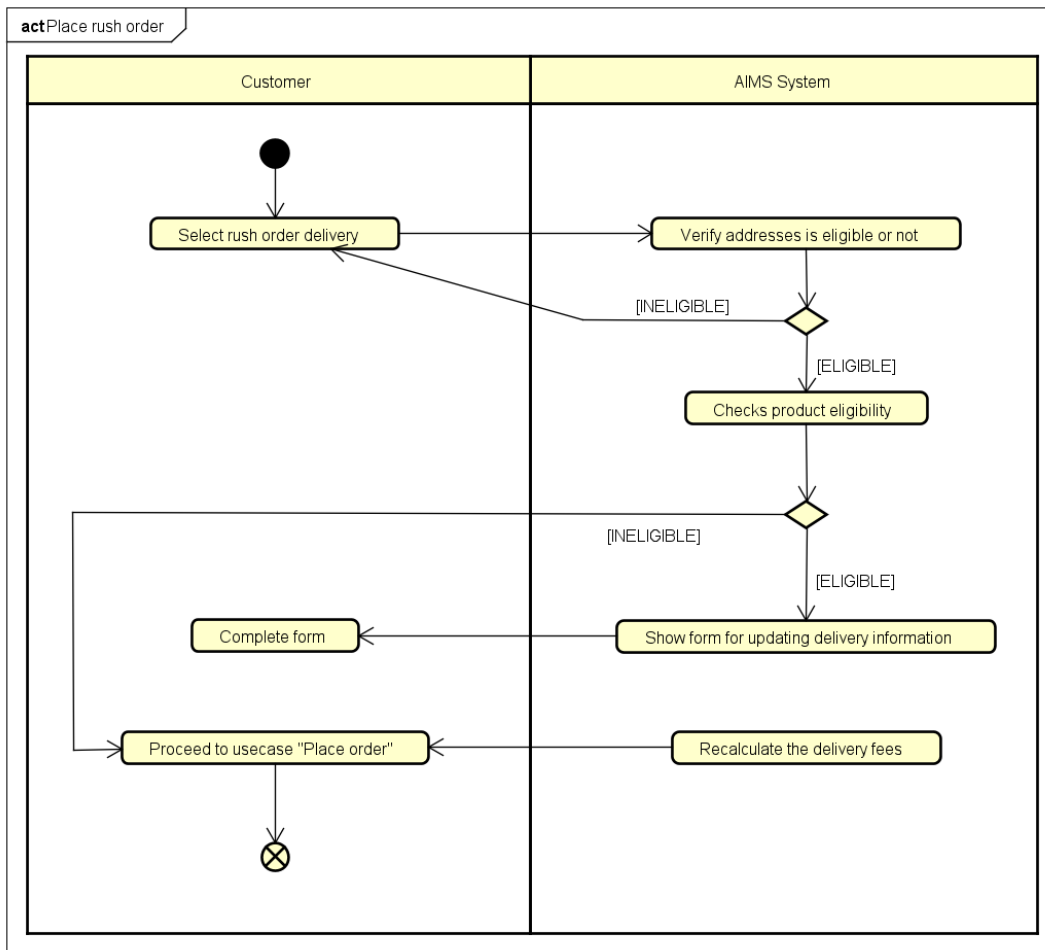 act Place rush order
Customer
AIMS System
Select rush order delivery
Verify addresses is eligible or not
[INELIGIBLE]
[ELIGIBLE]
Checks product eligibility
[INELIGIBLE]
[ELIGIBLE]
Complete form
Show form for updating delivery information
Proceed to usecase "Place order"
Recalculate the delivery fees